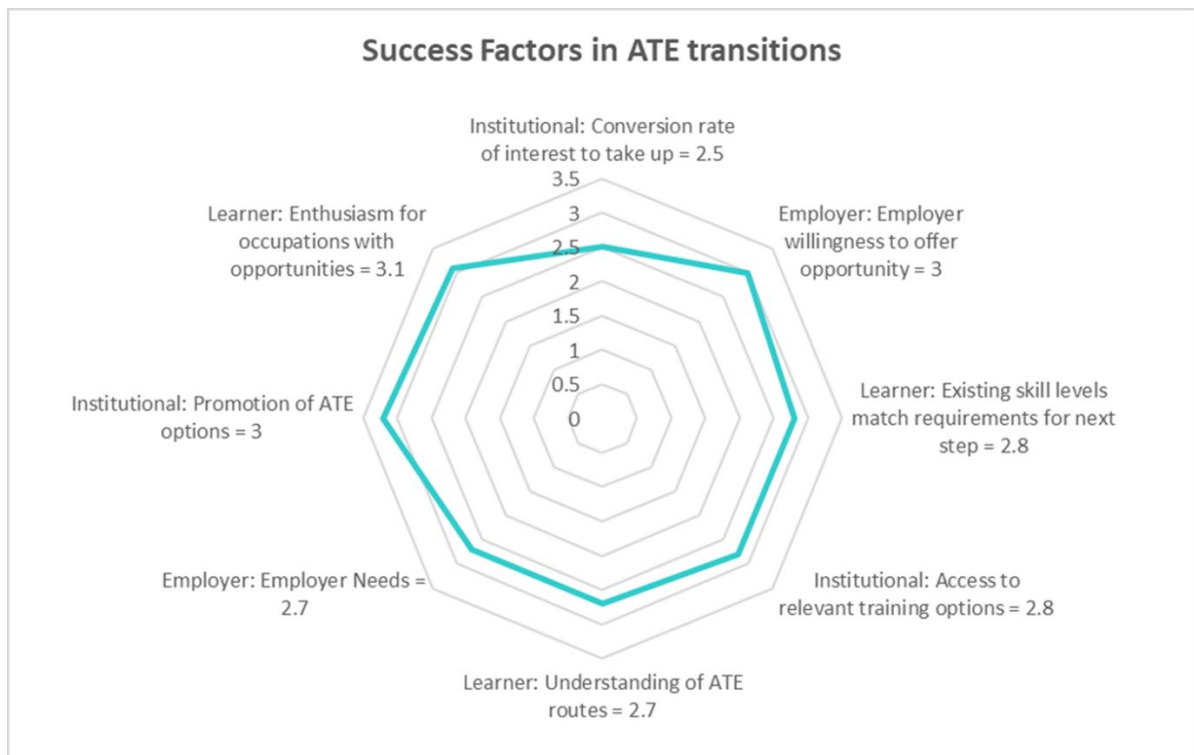 Success Factors in ATE transitions
Institutional: Conversion rate
of interest to take up = 2.5
Employer: Employer
willingness to offer
opportunity = 3
Learner: Existing skill levels
match requirements for next
step = 2.8
Institutional: Access to
relevant training options = 2.8
Learner: Understanding of ATE
routes = 2.7
Employer: Employer Needs =
2.7
Institutional: Promotion of ATE
options = 3
Learner: Enthusiasm for
occupations with
opportunities = 3.1
3.5
3
2.5
2
1.5
1
0.5
0